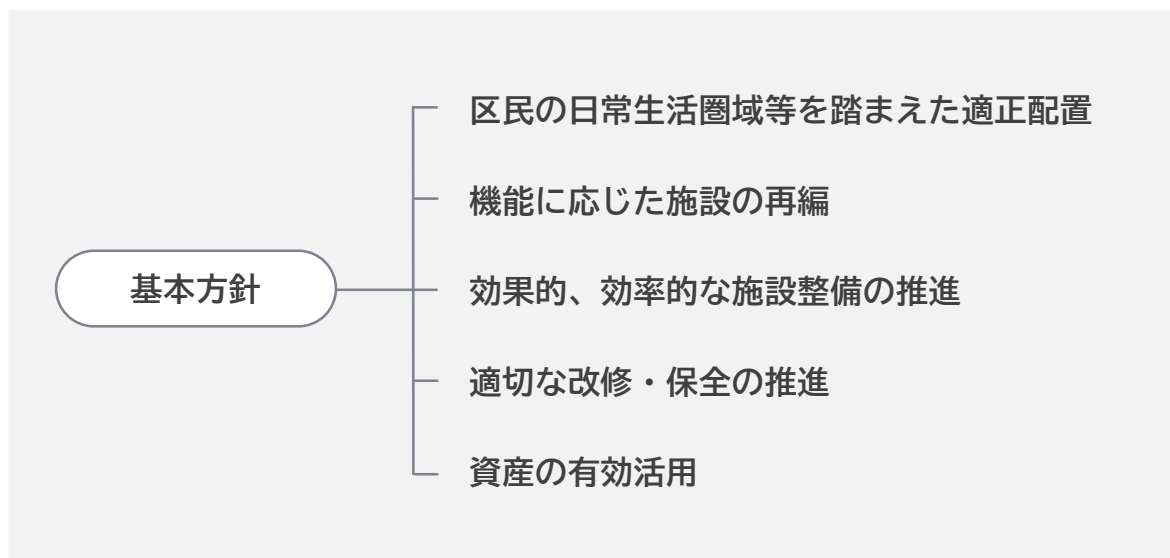 基本方針
区民の日常生活圏域等を踏まえた適正配置
機能に応じた施設の再編
効果的、効率的な施設整備の推進
適切な改修・保全の推進
資産の有効活用